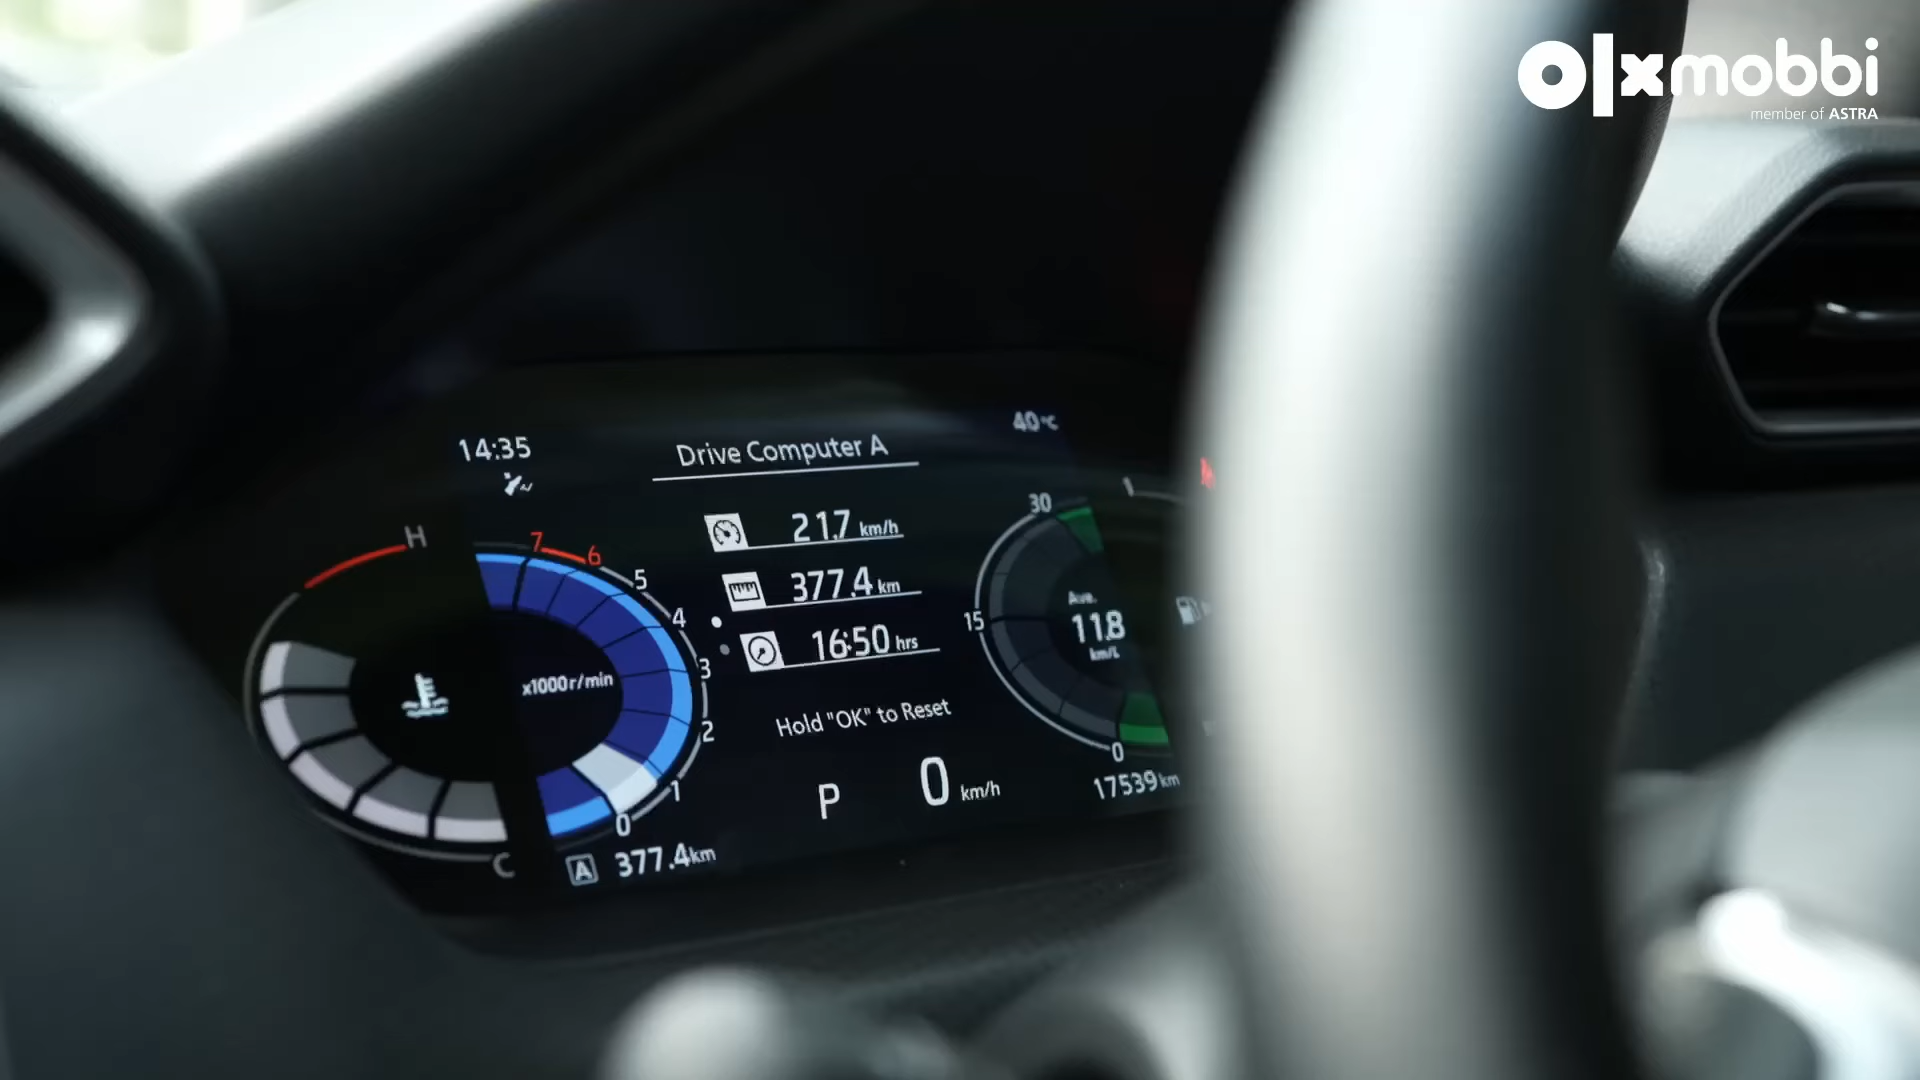 olxmobbi
member of ASTRA
14:35
Drive Computer A
40°C
21.7 km/h
377.4 km
16:50 hrs
Hold "OK" to Reset
P
0 km/h
H
C
7
6
5
4
3
2
1
0
x1000r/min
A 377.4km
30
15
0
Ave.
11.8
km/L
17539km